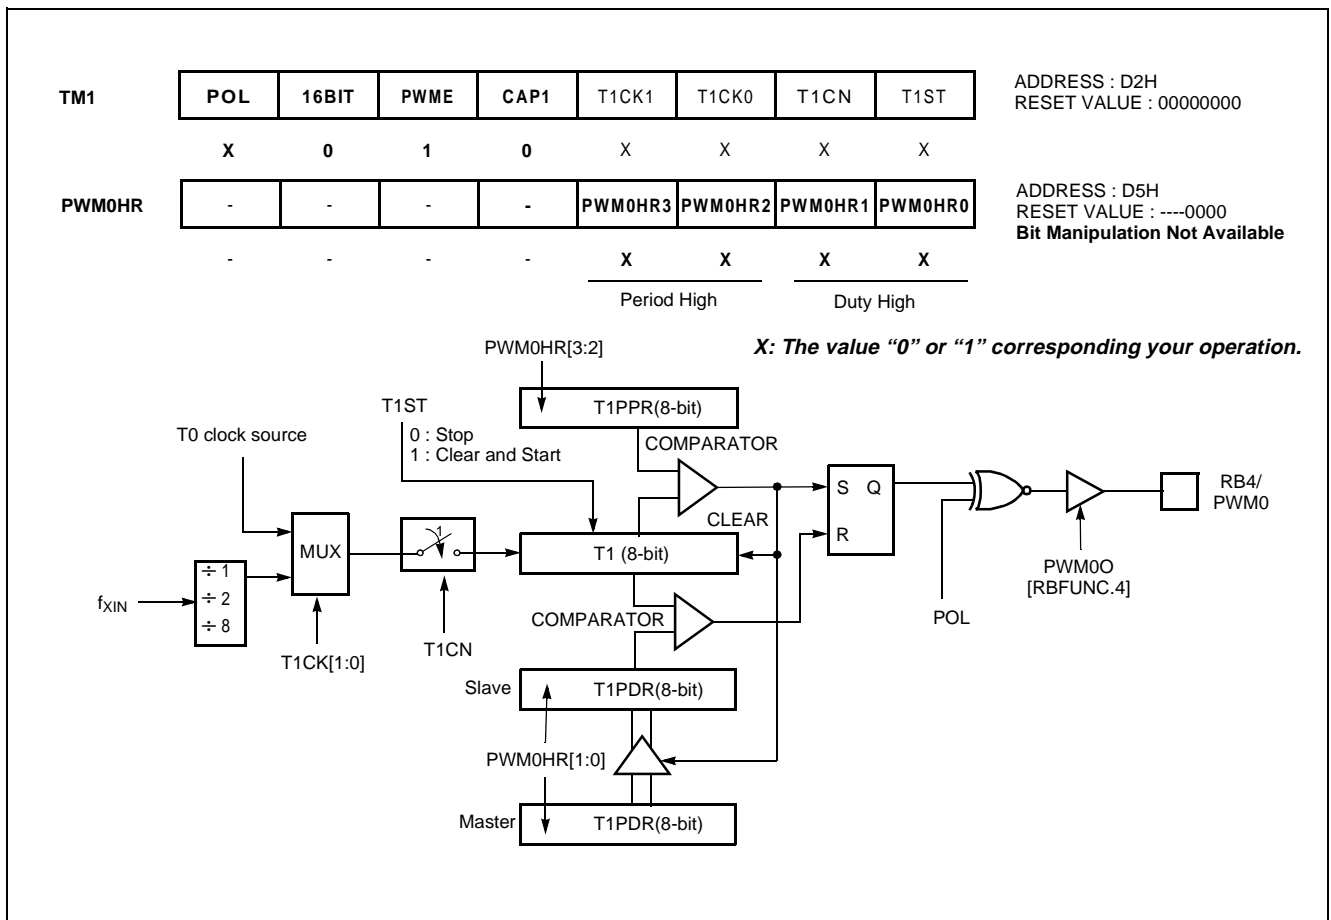 TM1 POL 16BIT PWME CAP1 T1CK1 T1CK0 T1CN T1ST
ADDRESS : D2H
RESET VALUE : 00000000
X 0 1 0 X X X X
PWM0HR - - - - PWM0HR3 PWM0HR2 PWM0HR1 PWM0HR0
ADDRESS : D5H
RESET VALUE : ----0000
Bit Manipulation Not Available
- - - - X X X X
Period High Duty High
X: The value “0” or “1” corresponding your operation.
PWM0HR[3:2]
T1PPR(8-bit)
T1ST
0 : Stop
1 : Clear and Start
T0 clock source
COMPARATOR
CLEAR
S Q
R
RB4/
PWM0
MUX
1
T1 (8-bit)
÷ 1
÷ 2
÷ 8
fXIN
T1CK[1:0]
T1CN
COMPARATOR
POL
PWM0O
[RBFUNC.4]
Slave
T1PDR(8-bit)
PWM0HR[1:0]
Master
T1PDR(8-bit)